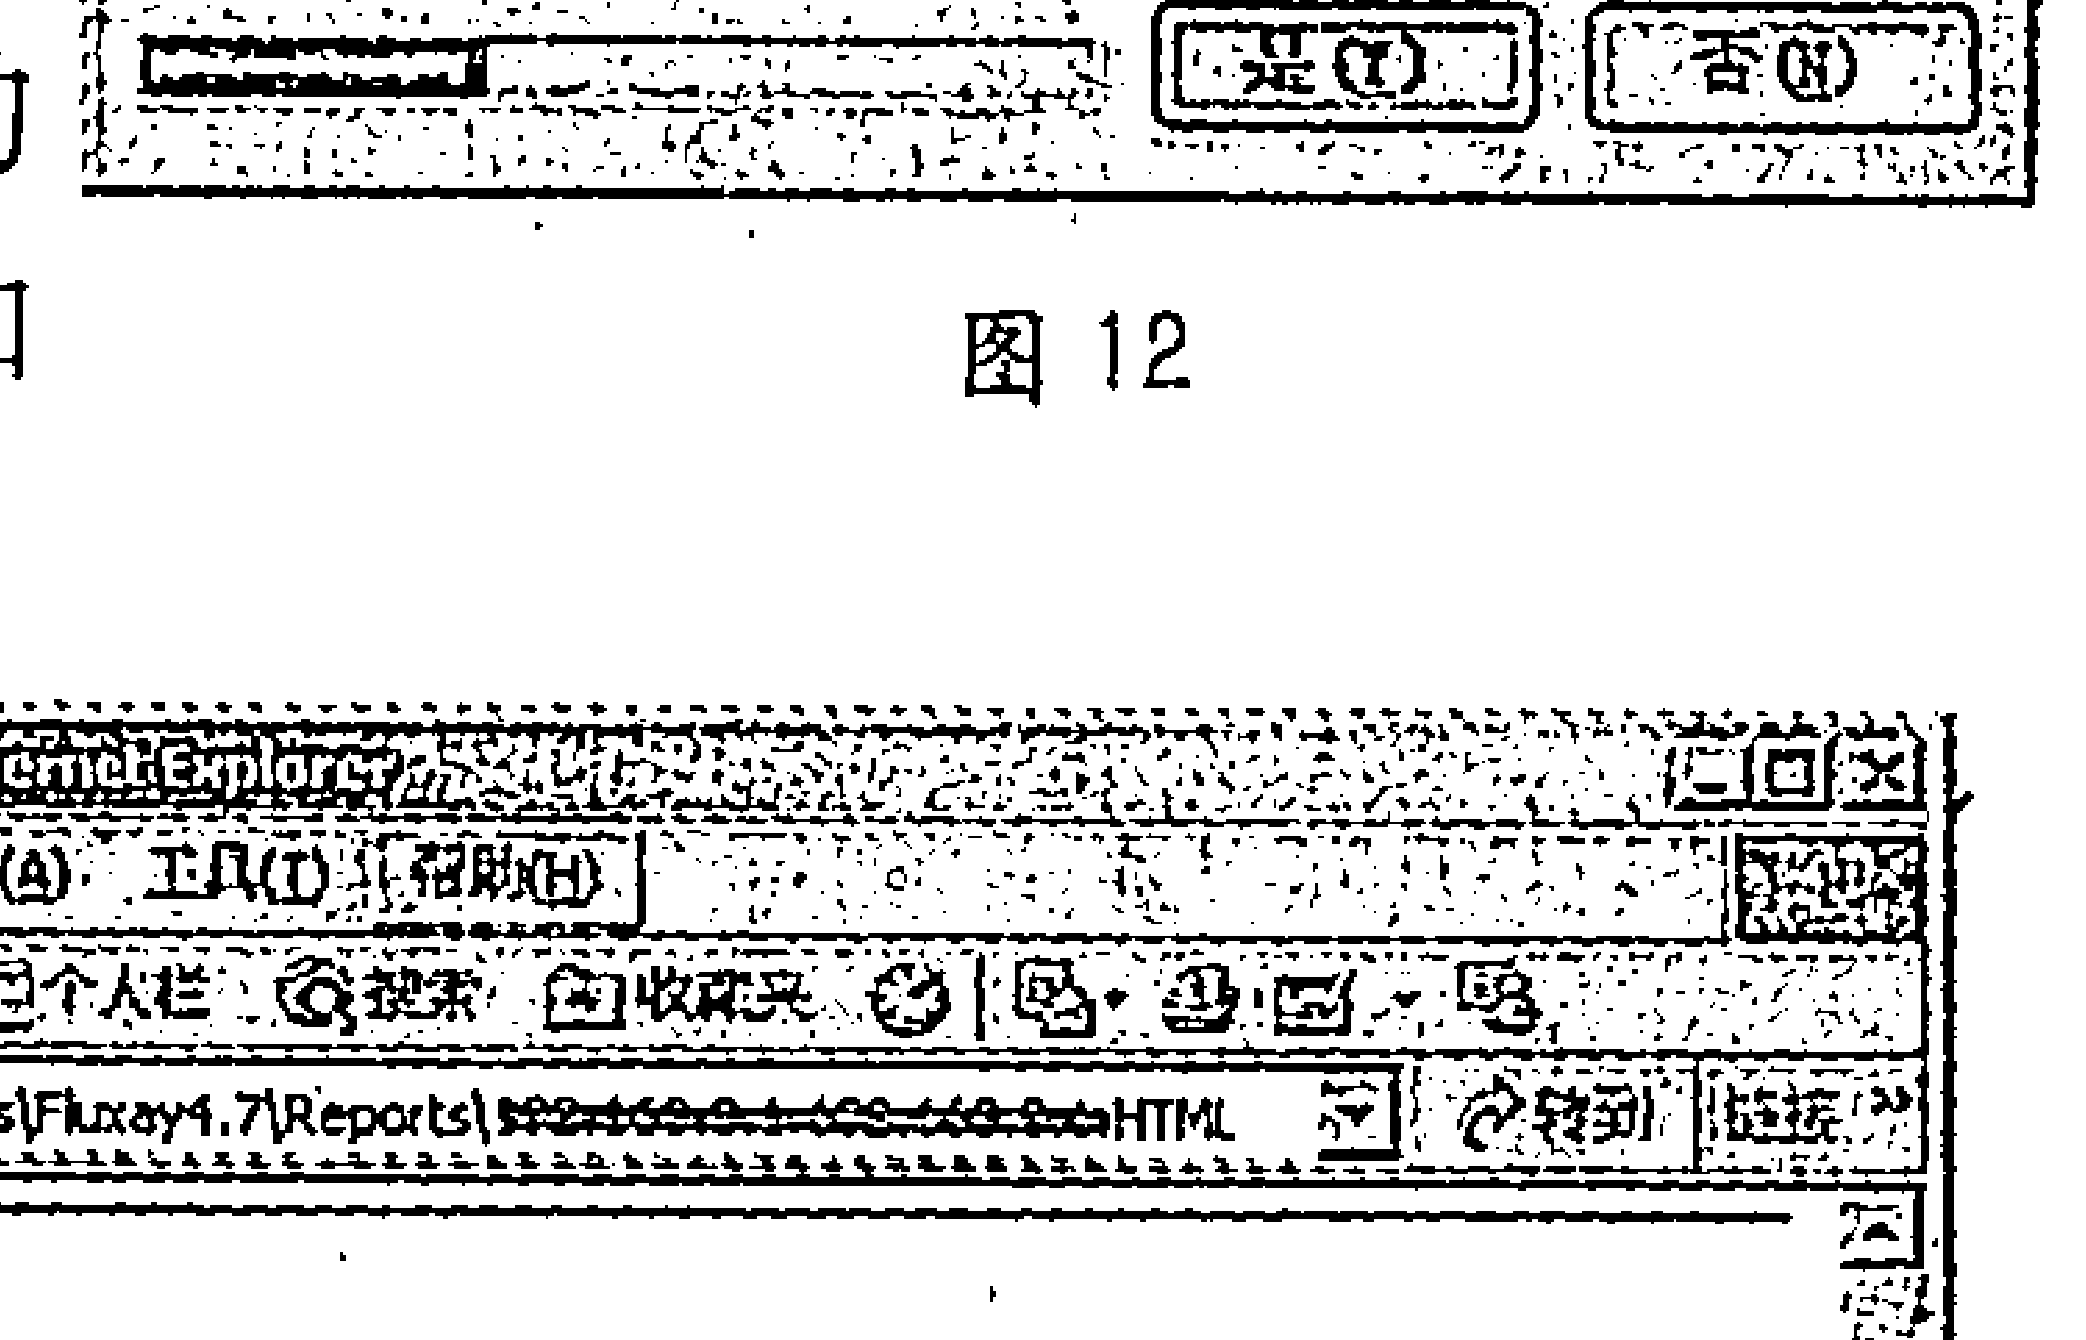 是(Y) 否(N)
图 12
Explorer
(A) 工具(T) 帮助(H)
个人栏 搜索 收藏夹
s\Fluxay4.7\Reports\ HTML 转到 链接 »